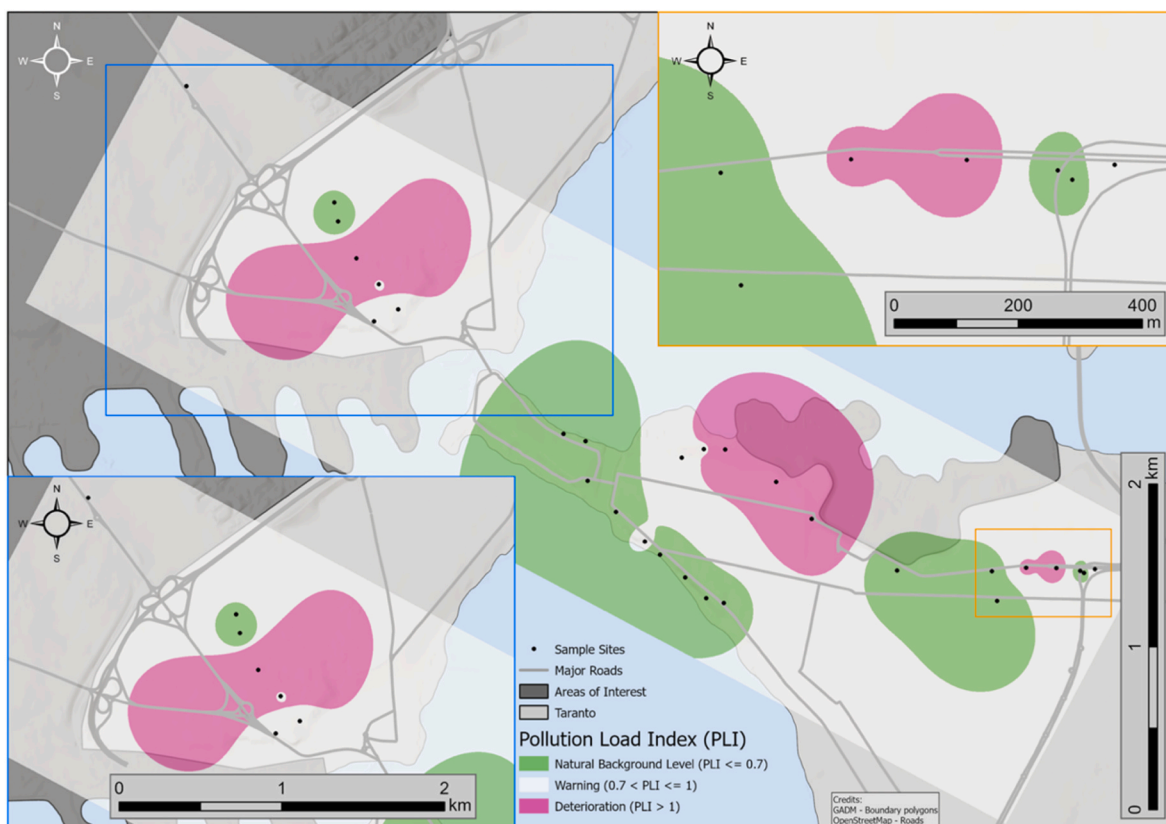 N
W E
S
N
W E
S
0 200 400
m
N
W E
S
0 1 2
km
Sample Sites
Major Roads
Areas of Interest
Taranto
Pollution Load Index (PLI)
Natural Background Level (PLI <= 0.7)
Warning (0.7 < PLI <= 1)
Deterioration (PLI > 1)
2
km
1
0
Credits:
GADM - Boundary polygons
OpenStreetMap - Roads